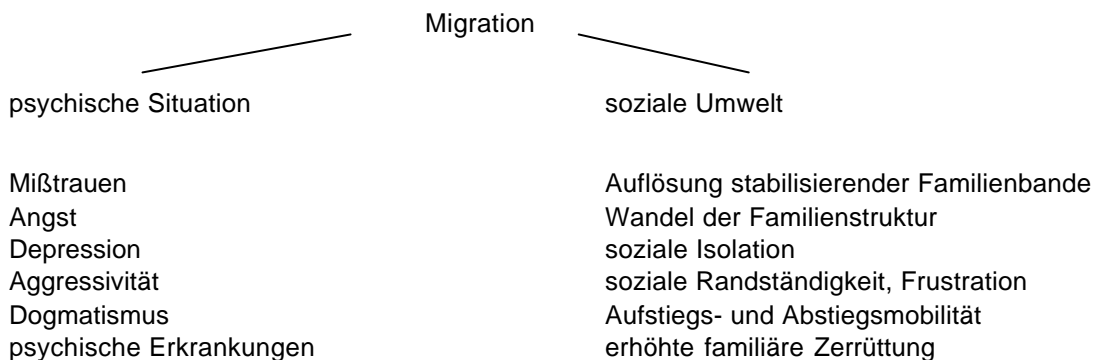 Migration
psychische Situation
soziale Umwelt
Mißtrauen
Angst
Depression
Aggressivität
Dogmatismus
psychische Erkrankungen
Auflösung stabilisierender Familienbande
Wandel der Familienstruktur
soziale Isolation
soziale Randständigkeit, Frustration
Aufstiegs- und Abstiegsmobilität
erhöhte familiäre Zerrüttung